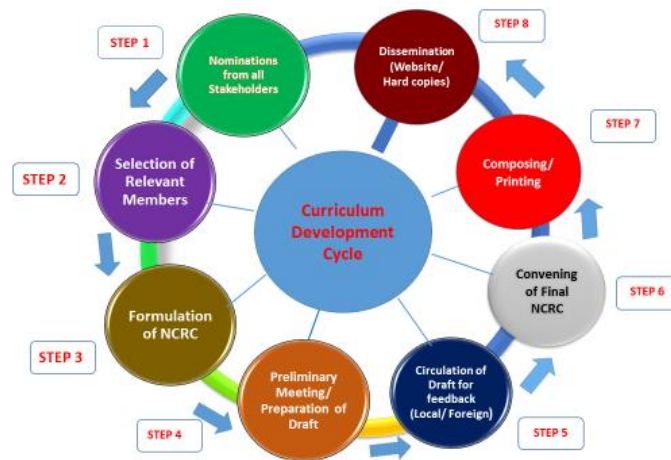 Curriculum
Development
Cycle
STEP 1
Nominations
from all
Stakeholders
STEP 2
Selection of
Relevant
Members
STEP 3
Formulation
of NCRC
STEP 4
Preliminary
Meeting/
Preparation of
Draft
STEP 5
Circulation of
Draft for
feedback
(Local/ Foreign)
STEP 6
Convening
of Final
NCRC
STEP 7
Composing/
Printing
STEP 8
Dissemination
(Website/
Hard copies)